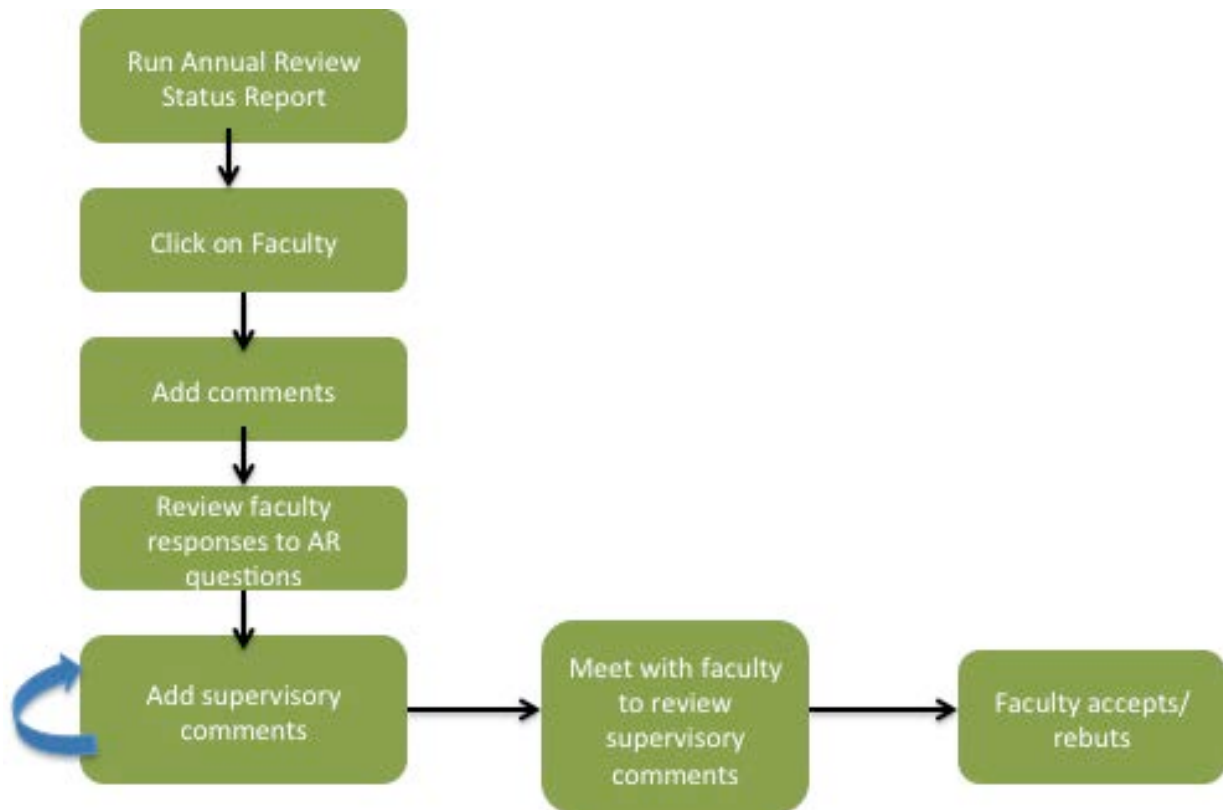 Run Annual Review
Status Report
Click on Faculty
Add comments
Review faculty
responses to AR
questions
Add supervisory
comments
Meet with faculty
to review
supervisory
comments
Faculty accepts/
rebuts